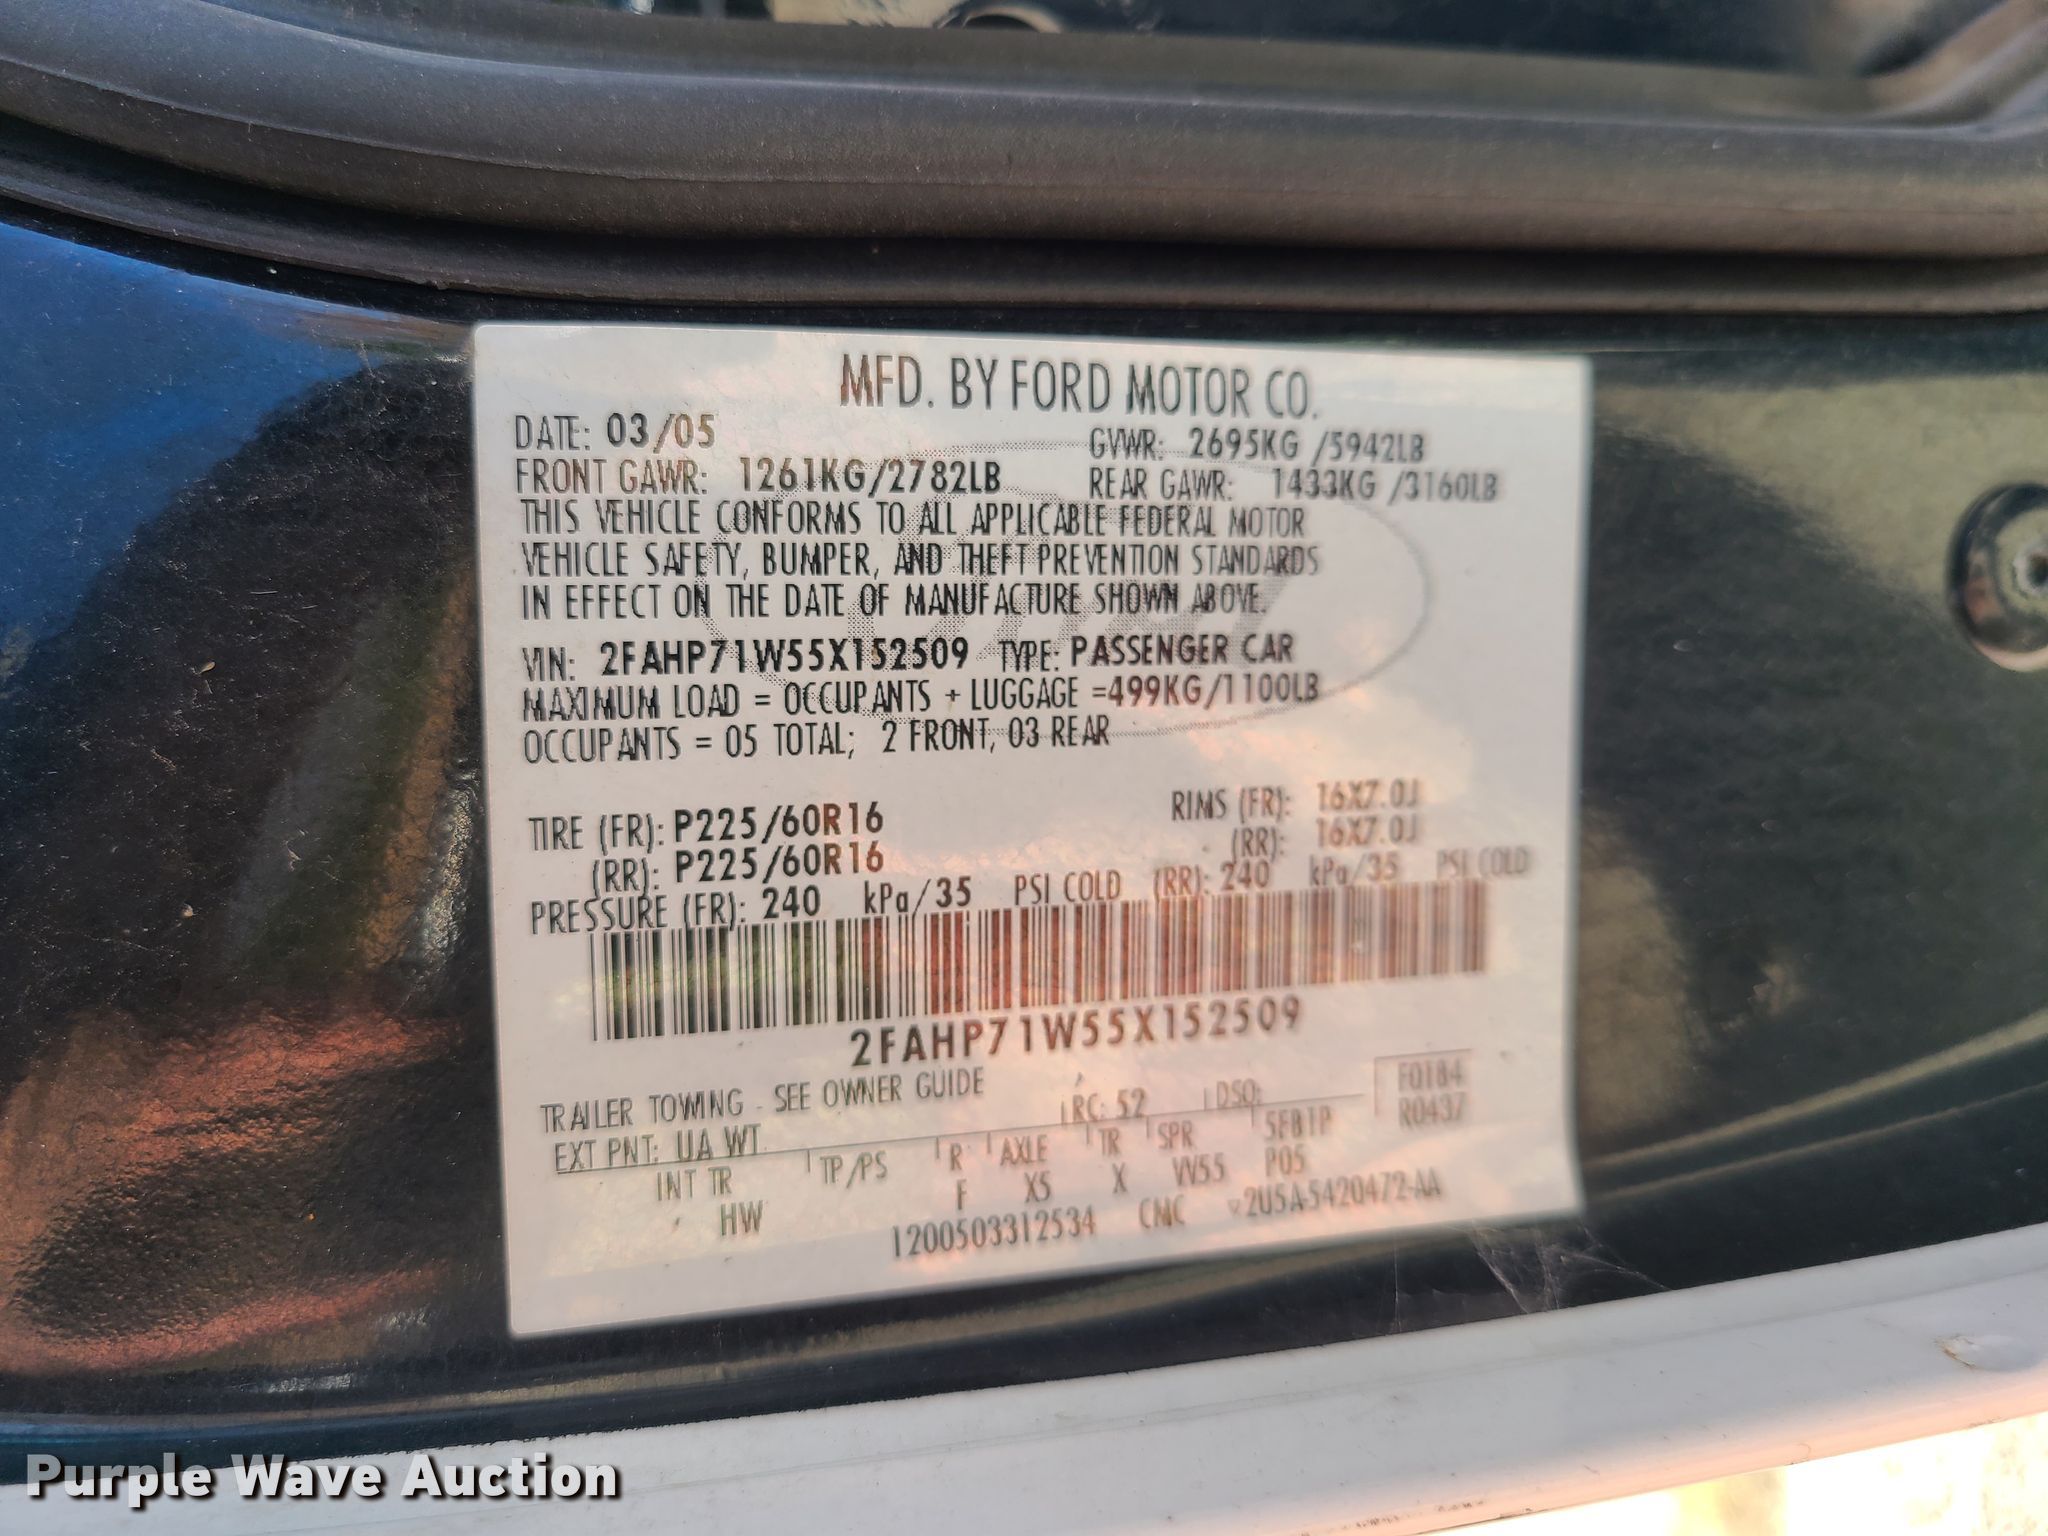 MFD. BY FORD MOTOR CO.
DATE: 03/05 GVWR: 2695KG /5942LB
FRONT GAWR: 1261KG/2782LB REAR GAWR: 1433KG /3160LB
THIS VEHICLE CONFORMS TO ALL APPLICABLE FEDERAL MOTOR
VEHICLE SAFETY, BUMPER, AND THEFT PREVENTION STANDARDS
IN EFFECT ON THE DATE OF MANUFACTURE SHOWN ABOVE.
VIN: 2FAHP71W55X152509 TYPE: PASSENGER CAR
MAXIMUM LOAD = OCCUPANTS + LUGGAGE =499KG/1100LB
OCCUPANTS = 05 TOTAL; 2 FRONT, 03 REAR
TIRE (FR): P225/60R16 RIMS (FR): 16X7.0J
(RR): P225/60R16 (RR): 16X7.0J
PRESSURE (FR): 240 kPa/35 PSI COLD (RR): 240 kPa/35 PSI COLD
2FAHP71W55X152509
TRAILER TOWING - SEE OWNER GUIDE
F0184
R0437
EXT PNT: UA WT RC: 52 DSO:
INT TR TP/PS R AXLE TR SPR
HW F X5 X VV55 P05
1200503312534 CMC 2U5A-5420472-AA
Purple Wave Auction